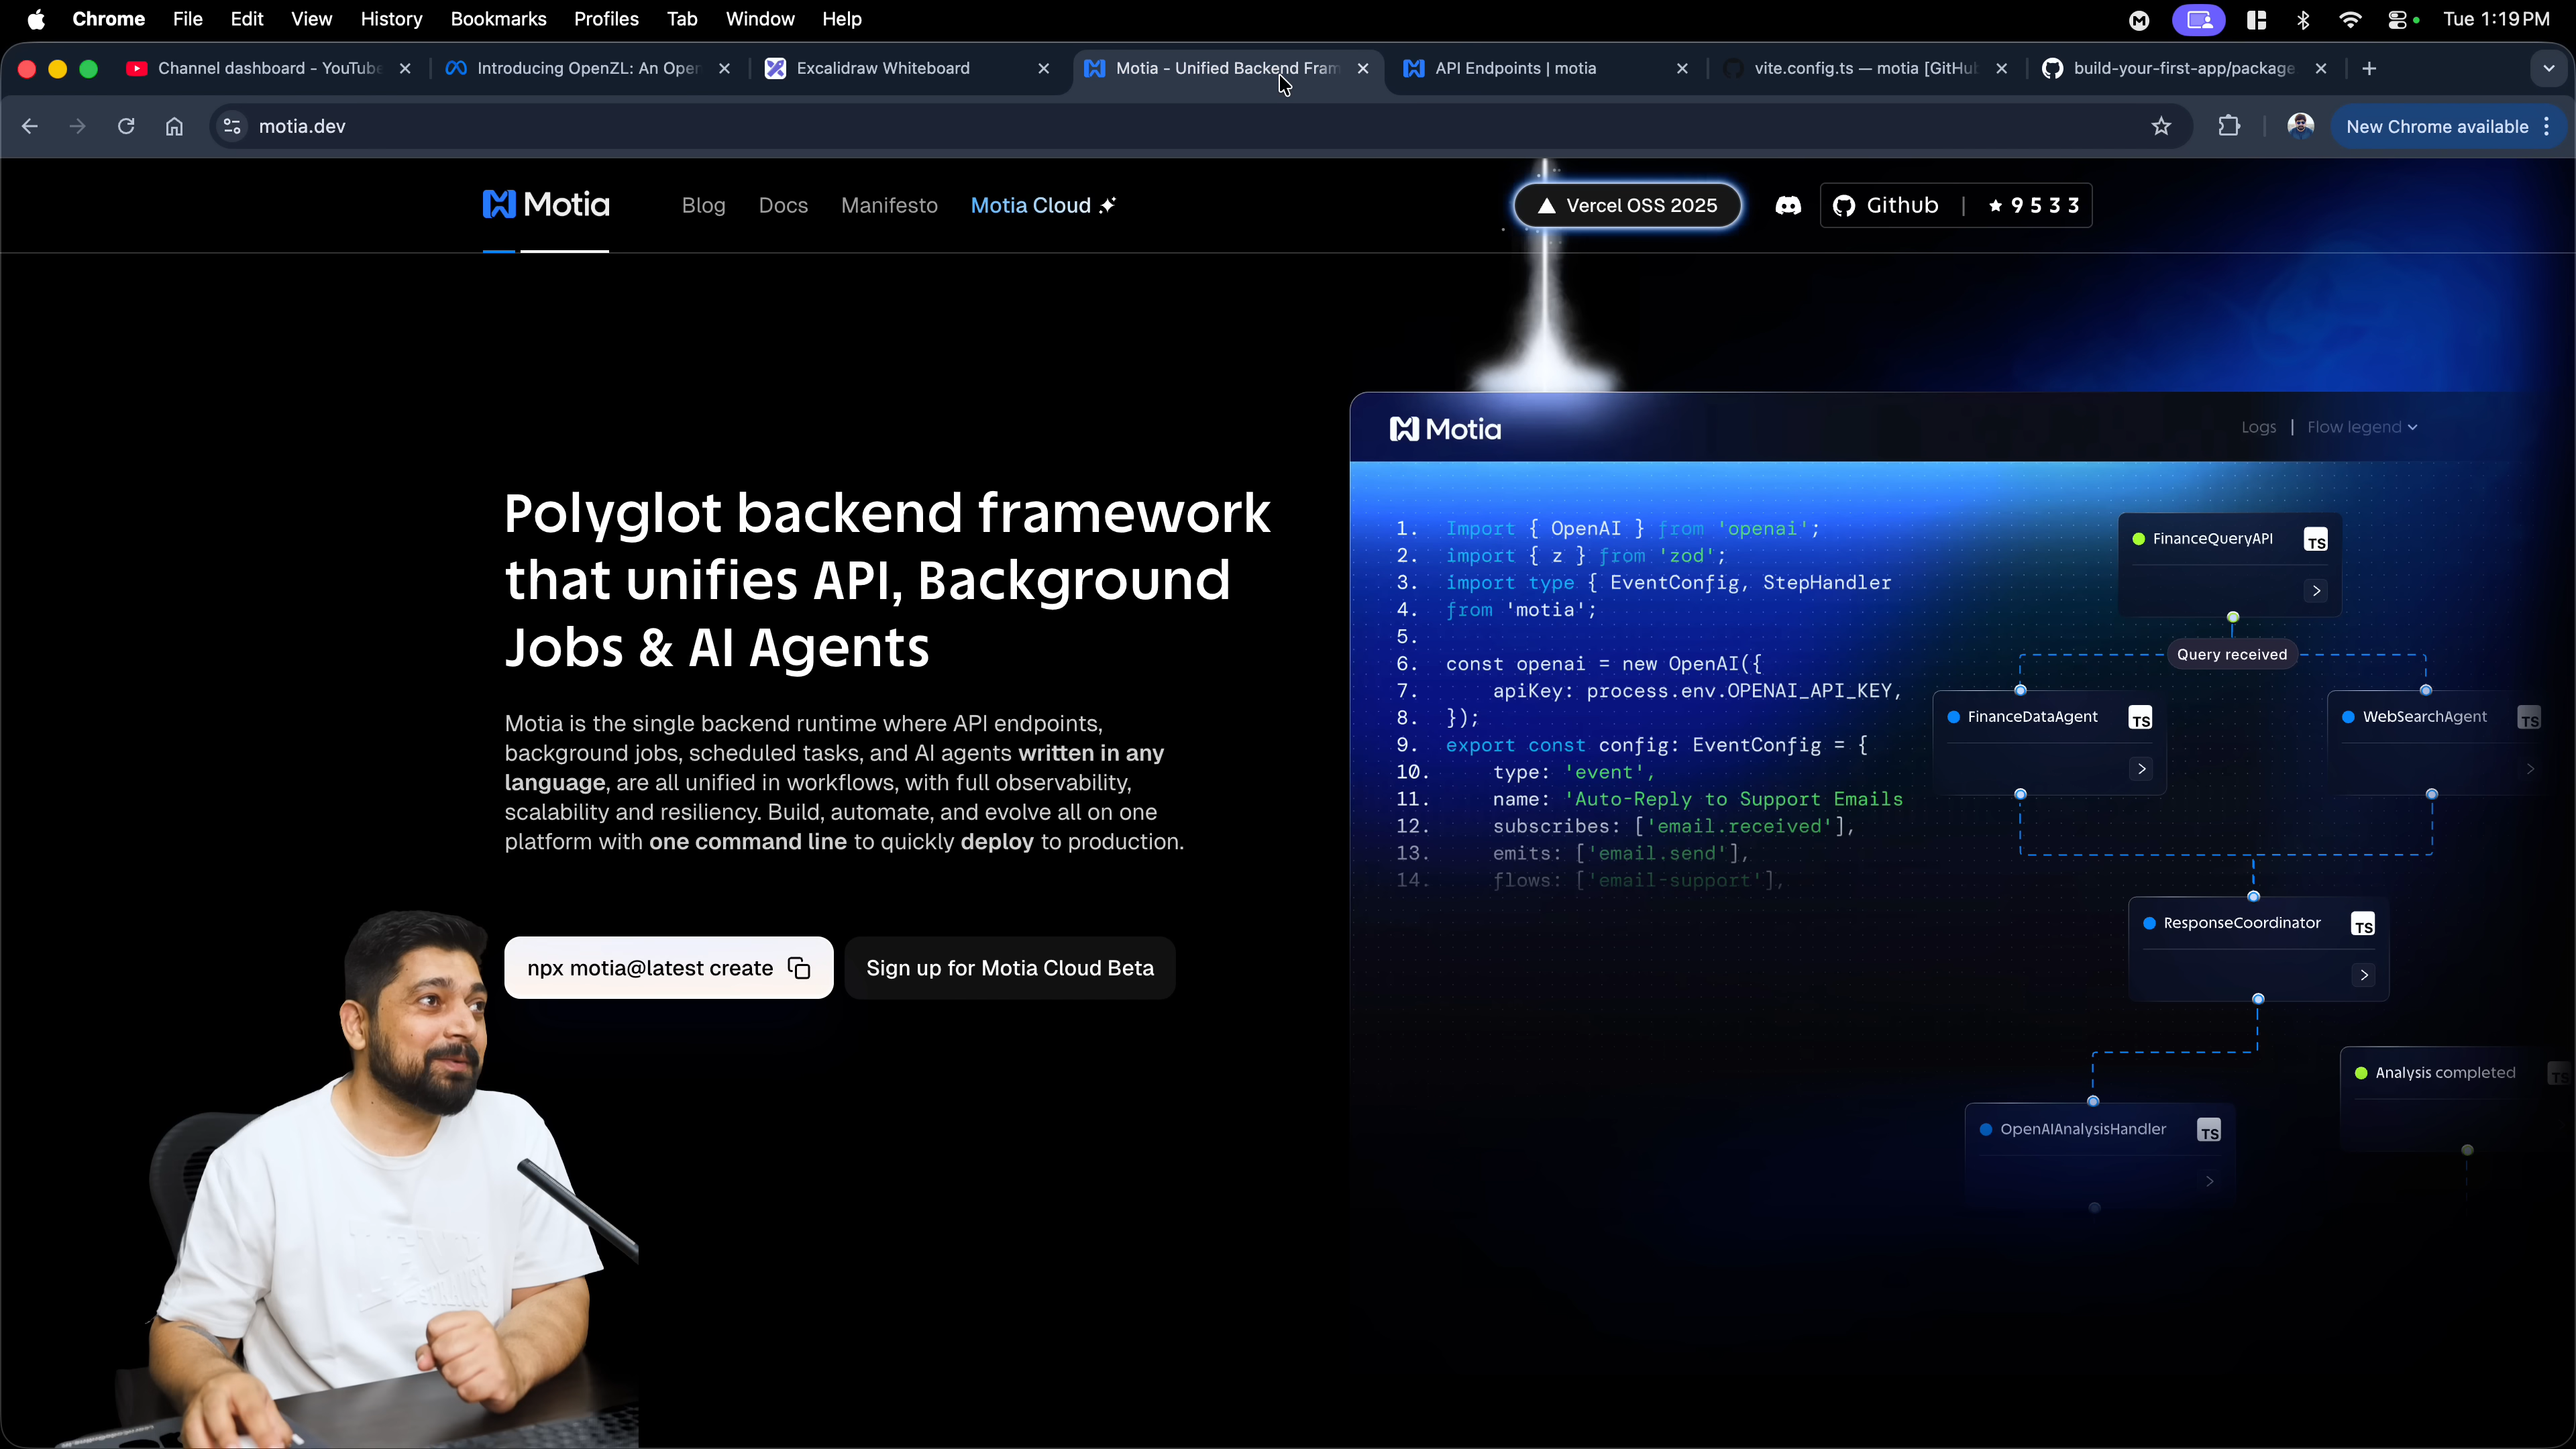 Chrome File Edit View History Bookmarks Profiles Tab Window Help
Tue 1:19 PM
Channel dashboard - YouTube
Introducing OpenZL: An Open
Excalidraw Whiteboard
Motia - Unified Backend Fram
API Endpoints | motia
vite.config.ts — motia [GitHub
build-your-first-app/package
motia.dev
New Chrome available
Motia
Blog
Docs
Manifesto
Motia Cloud
Vercel OSS 2025
Github | ★ 9533
Polyglot backend framework
that unifies API, Background
Jobs & AI Agents
Motia is the single backend runtime where API endpoints,
background jobs, scheduled tasks, and AI agents written in any
language, are all unified in workflows, with full observability,
scalability and resiliency. Build, automate, and evolve all on one
platform with one command line to quickly deploy to production.
npx motia@latest create
Sign up for Motia Cloud Beta
Motia
Logs | Flow legend
1. Import { OpenAI } from 'openai';
2. import { z } from 'zod';
3. import type { EventConfig, StepHandler
4. from 'motia';
5.
6. const openai = new OpenAI({
7. apiKey: process.env.OPENAI_API_KEY,
8. });
9. export const config: EventConfig = {
10. type: 'event',
11. name: 'Auto-Reply to Support Emails
12. subscribes: ['email.received'],
13. emits: ['email.send'],
14. flows: ['email-support'],
FinanceQueryAPI TS
Query received
FinanceDataAgent TS
WebSearchAgent TS
ResponseCoordinator TS
Analysis completed TS
OpenAIAnalysisHandler TS